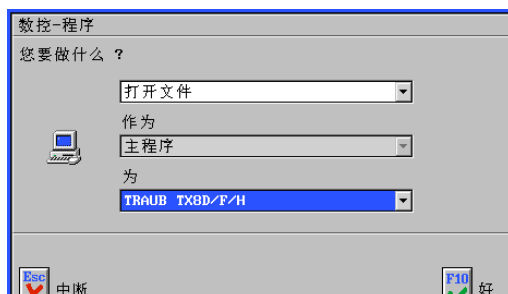 数控-程序
您要做什么 ?
打开文件
作为
主程序
为
TRAUB TX8D/F/H
Esc 中断
F10 好